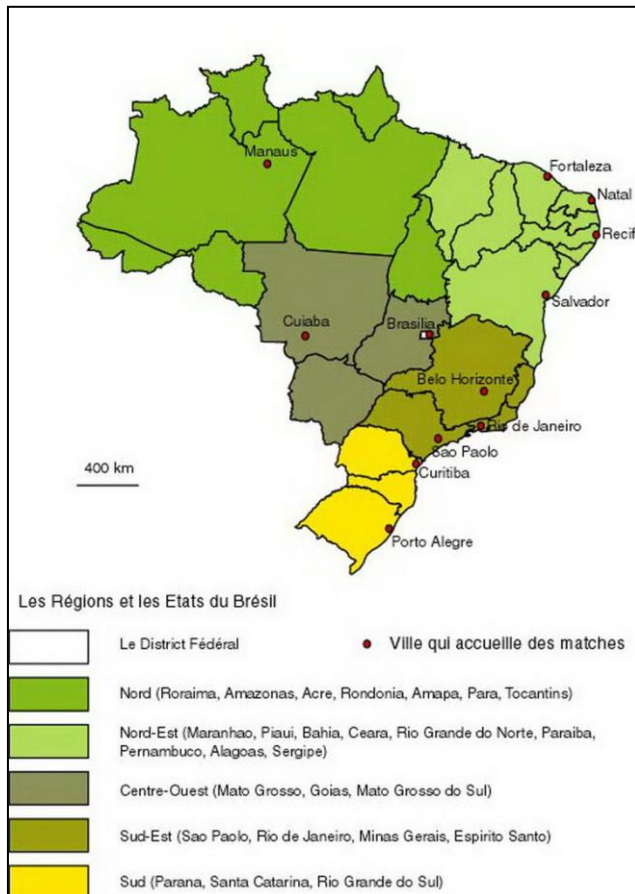 Manaus
Fortaleza
Natal
Recif
Salvador
Cuiaba
Brasilia
Belo Horizonte
Rio de Janeiro
Sao Paolo
Curitiba
400 km
Porto Alegre
Les Régions et les Etats du Brésil
Le District Fédéral
Ville qui accueille des matches
Nord (Roraima, Amazonas, Acre, Rondonia, Amapa, Para, Tocantins)
Nord-Est (Maranhao, Piaui, Bahia, Ceara, Rio Grande do Norte, Paraiba,
Pernambuco, Alagoas, Sergipe)
Centre-Ouest (Mato Grosso, Goias, Mato Grosso do Sul)
Sud-Est (Sao Paolo, Rio de Janeiro, Minas Gerais, Espirito Santo)
Sud (Parana, Santa Catarina, Rio Grande do Sul)